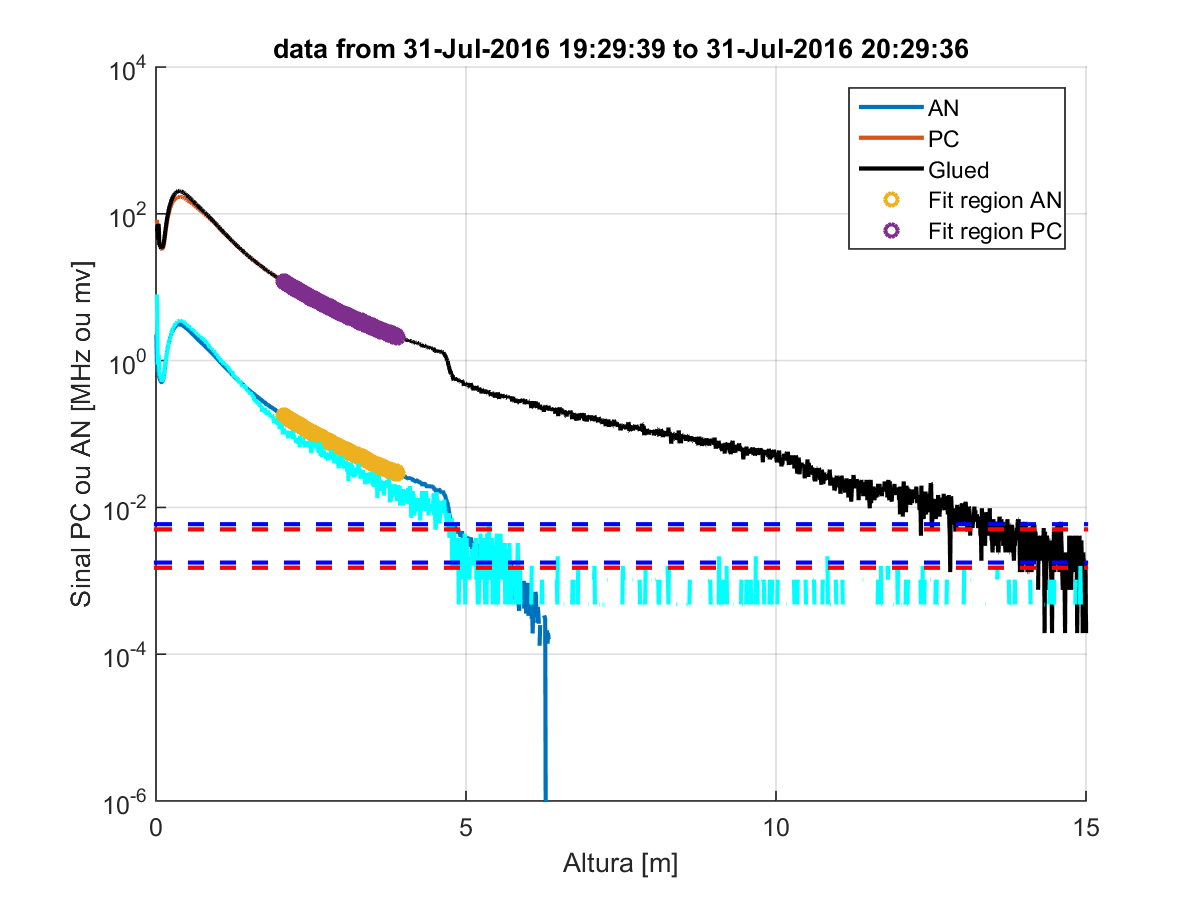 data from 31-Jul-2016 19:29:39 to 31-Jul-2016 20:29:36
AN
PC
Glued
Fit region AN
Fit region PC
Sinal PC ou AN [MHz ou mv]
10^4
10^2
10^0
10^-2
10^-4
10^-6
0 5 10 15
Altura [m]